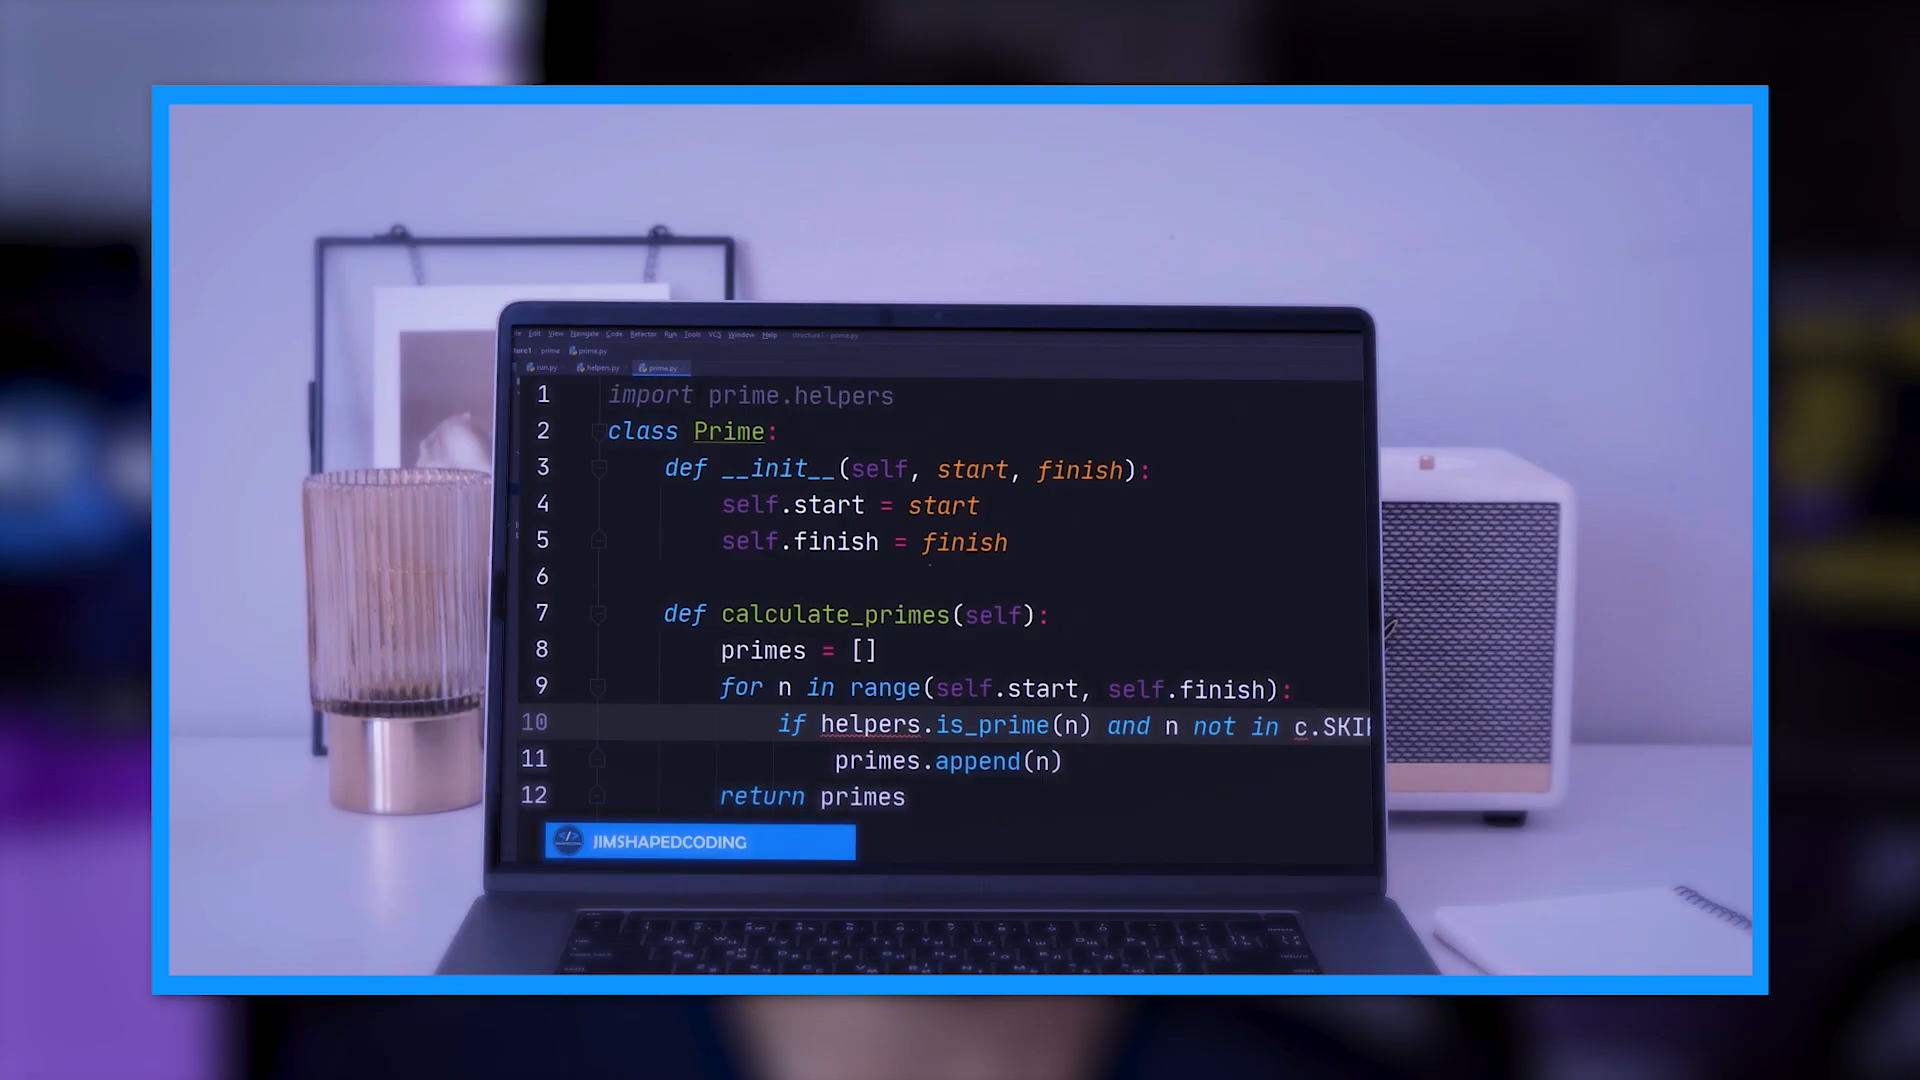 Edit View Navigate Code Refactor Run Tools VCS Window Help structure1 - prime.py
prime prime.py
run.py helpers.py prime.py
1 import prime.helpers
2 class Prime:
3 def __init__(self, start, finish):
4 self.start = start
5 self.finish = finish
6
7 def calculate_primes(self):
8 primes = []
9 for n in range(self.start, self.finish):
10 if helpers.is_prime(n) and n not in c.SKIP
11 primes.append(n)
12 return primes
JIMSHAPEDCODING